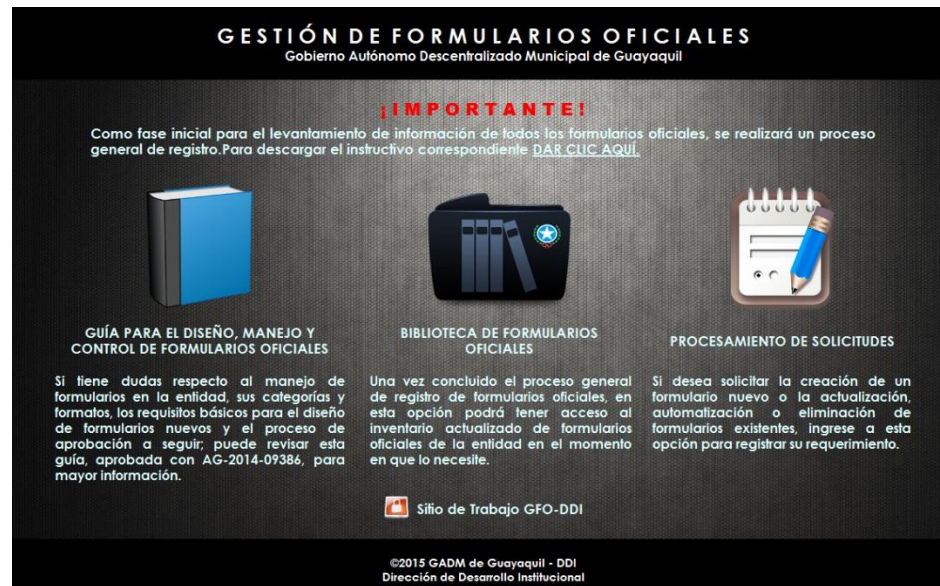 GESTIÓN DE FORMULARIOS OFICIALES
Gobierno Autónomo Descentralizado Municipal de Guayaquil
¡IMPORTANTE!
Como fase inicial para el levantamiento de información de todos los formularios oficiales, se realizará un proceso
general de registro.Para descargar el instructivo correspondiente DAR CLIC AQUÍ.
GUÍA PARA EL DISEÑO, MANEJO Y
CONTROL DE FORMULARIOS OFICIALES
Si tiene dudas respecto al manejo de
formularios en la entidad, sus categorías y
formatos, los requisitos básicos para el diseño
de formularios nuevos y el proceso de
aprobación a seguir; puede revisar esta
guía, aprobada con AG-2014-09386, para
mayor información.
BIBLIOTECA DE FORMULARIOS
OFICIALES
Una vez concluido el proceso general
de registro de formularios oficiales, en
esta opción podrá tener acceso al
inventario actualizado de formularios
oficiales de la entidad en el momento
en que lo necesite.
PROCESAMIENTO DE SOLICITUDES
Si desea solicitar la creación de un
formulario nuevo o la actualización,
automatización o eliminación de
formularios existentes, ingrese a esta
opción para registrar su requerimiento.
Sitio de Trabajo GFO-DDI
©2015 GADM de Guayaquil - DDI
Dirección de Desarrollo Institucional